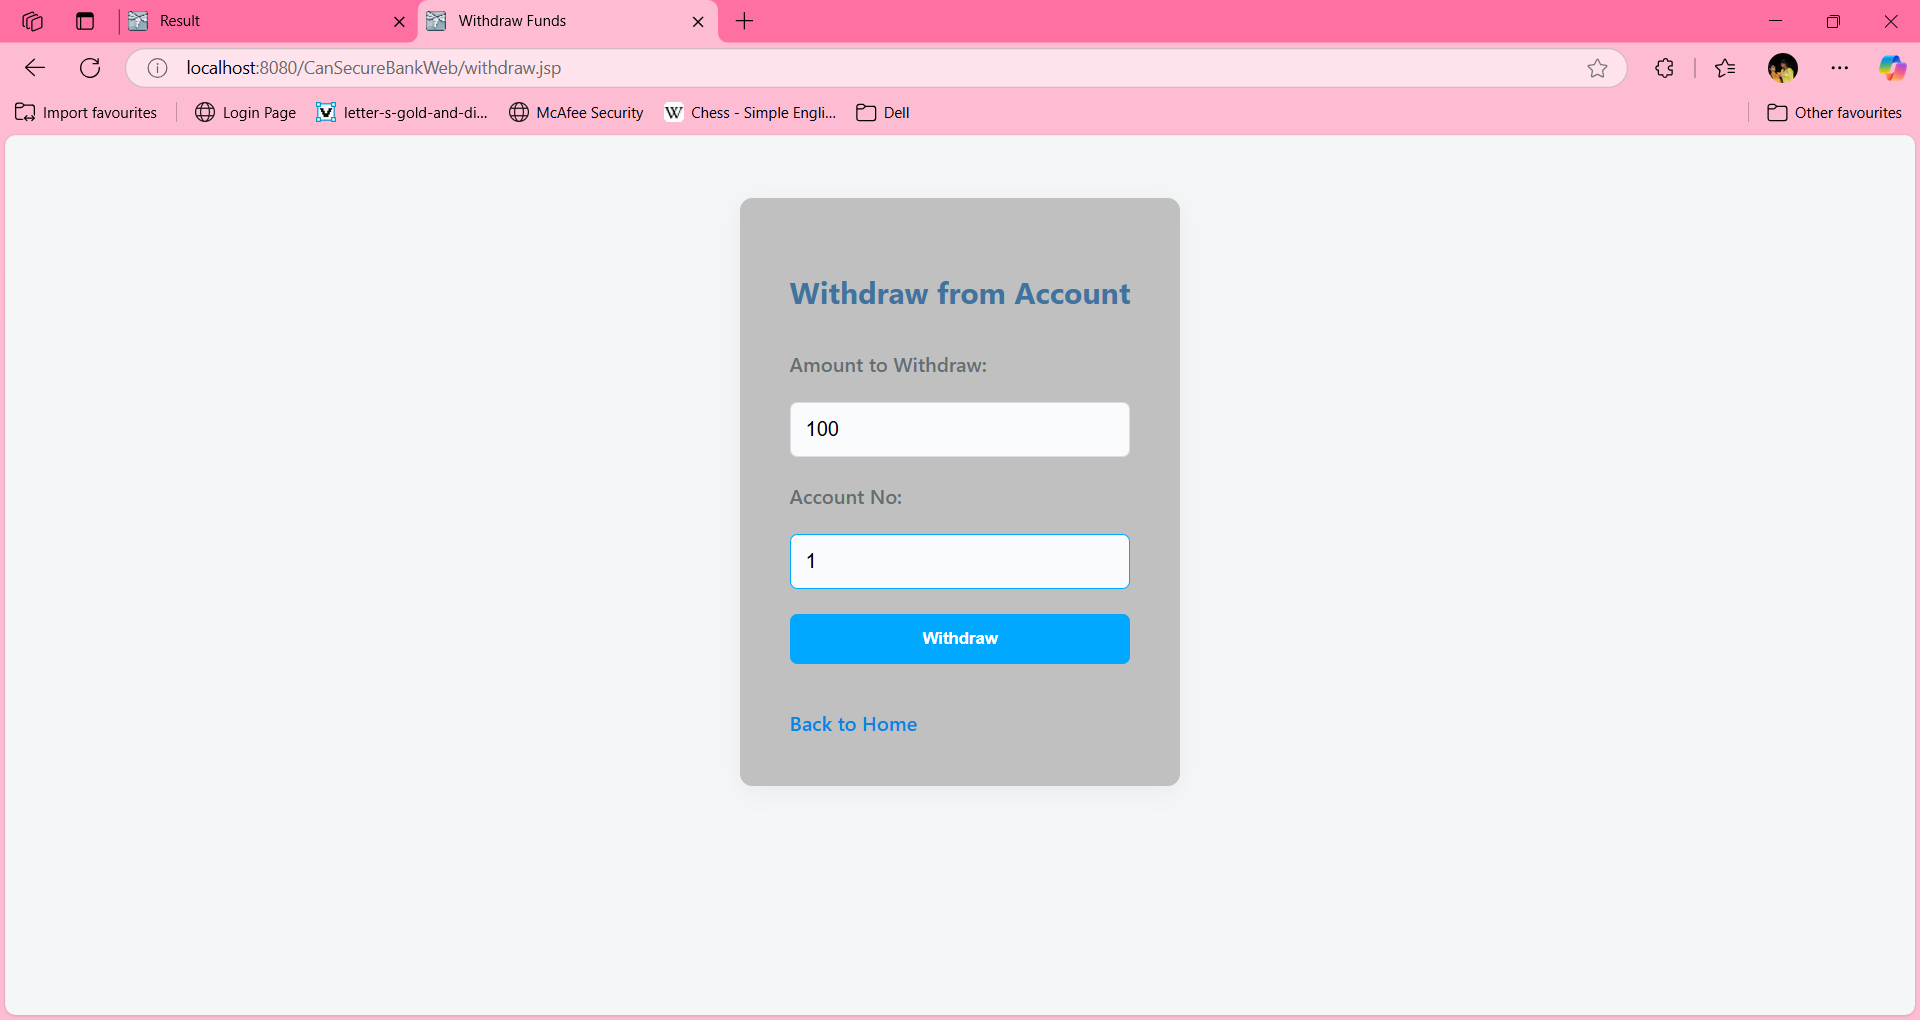 Result
Withdraw Funds
localhost:8080/CanSecureBankWeb/withdraw.jsp
Import favourites
Login Page
letter-s-gold-and-di...
McAfee Security
W Chess - Simple Engli...
Dell
Other favourites
Withdraw from Account
Amount to Withdraw:
100
Account No:
1
Withdraw
Back to Home